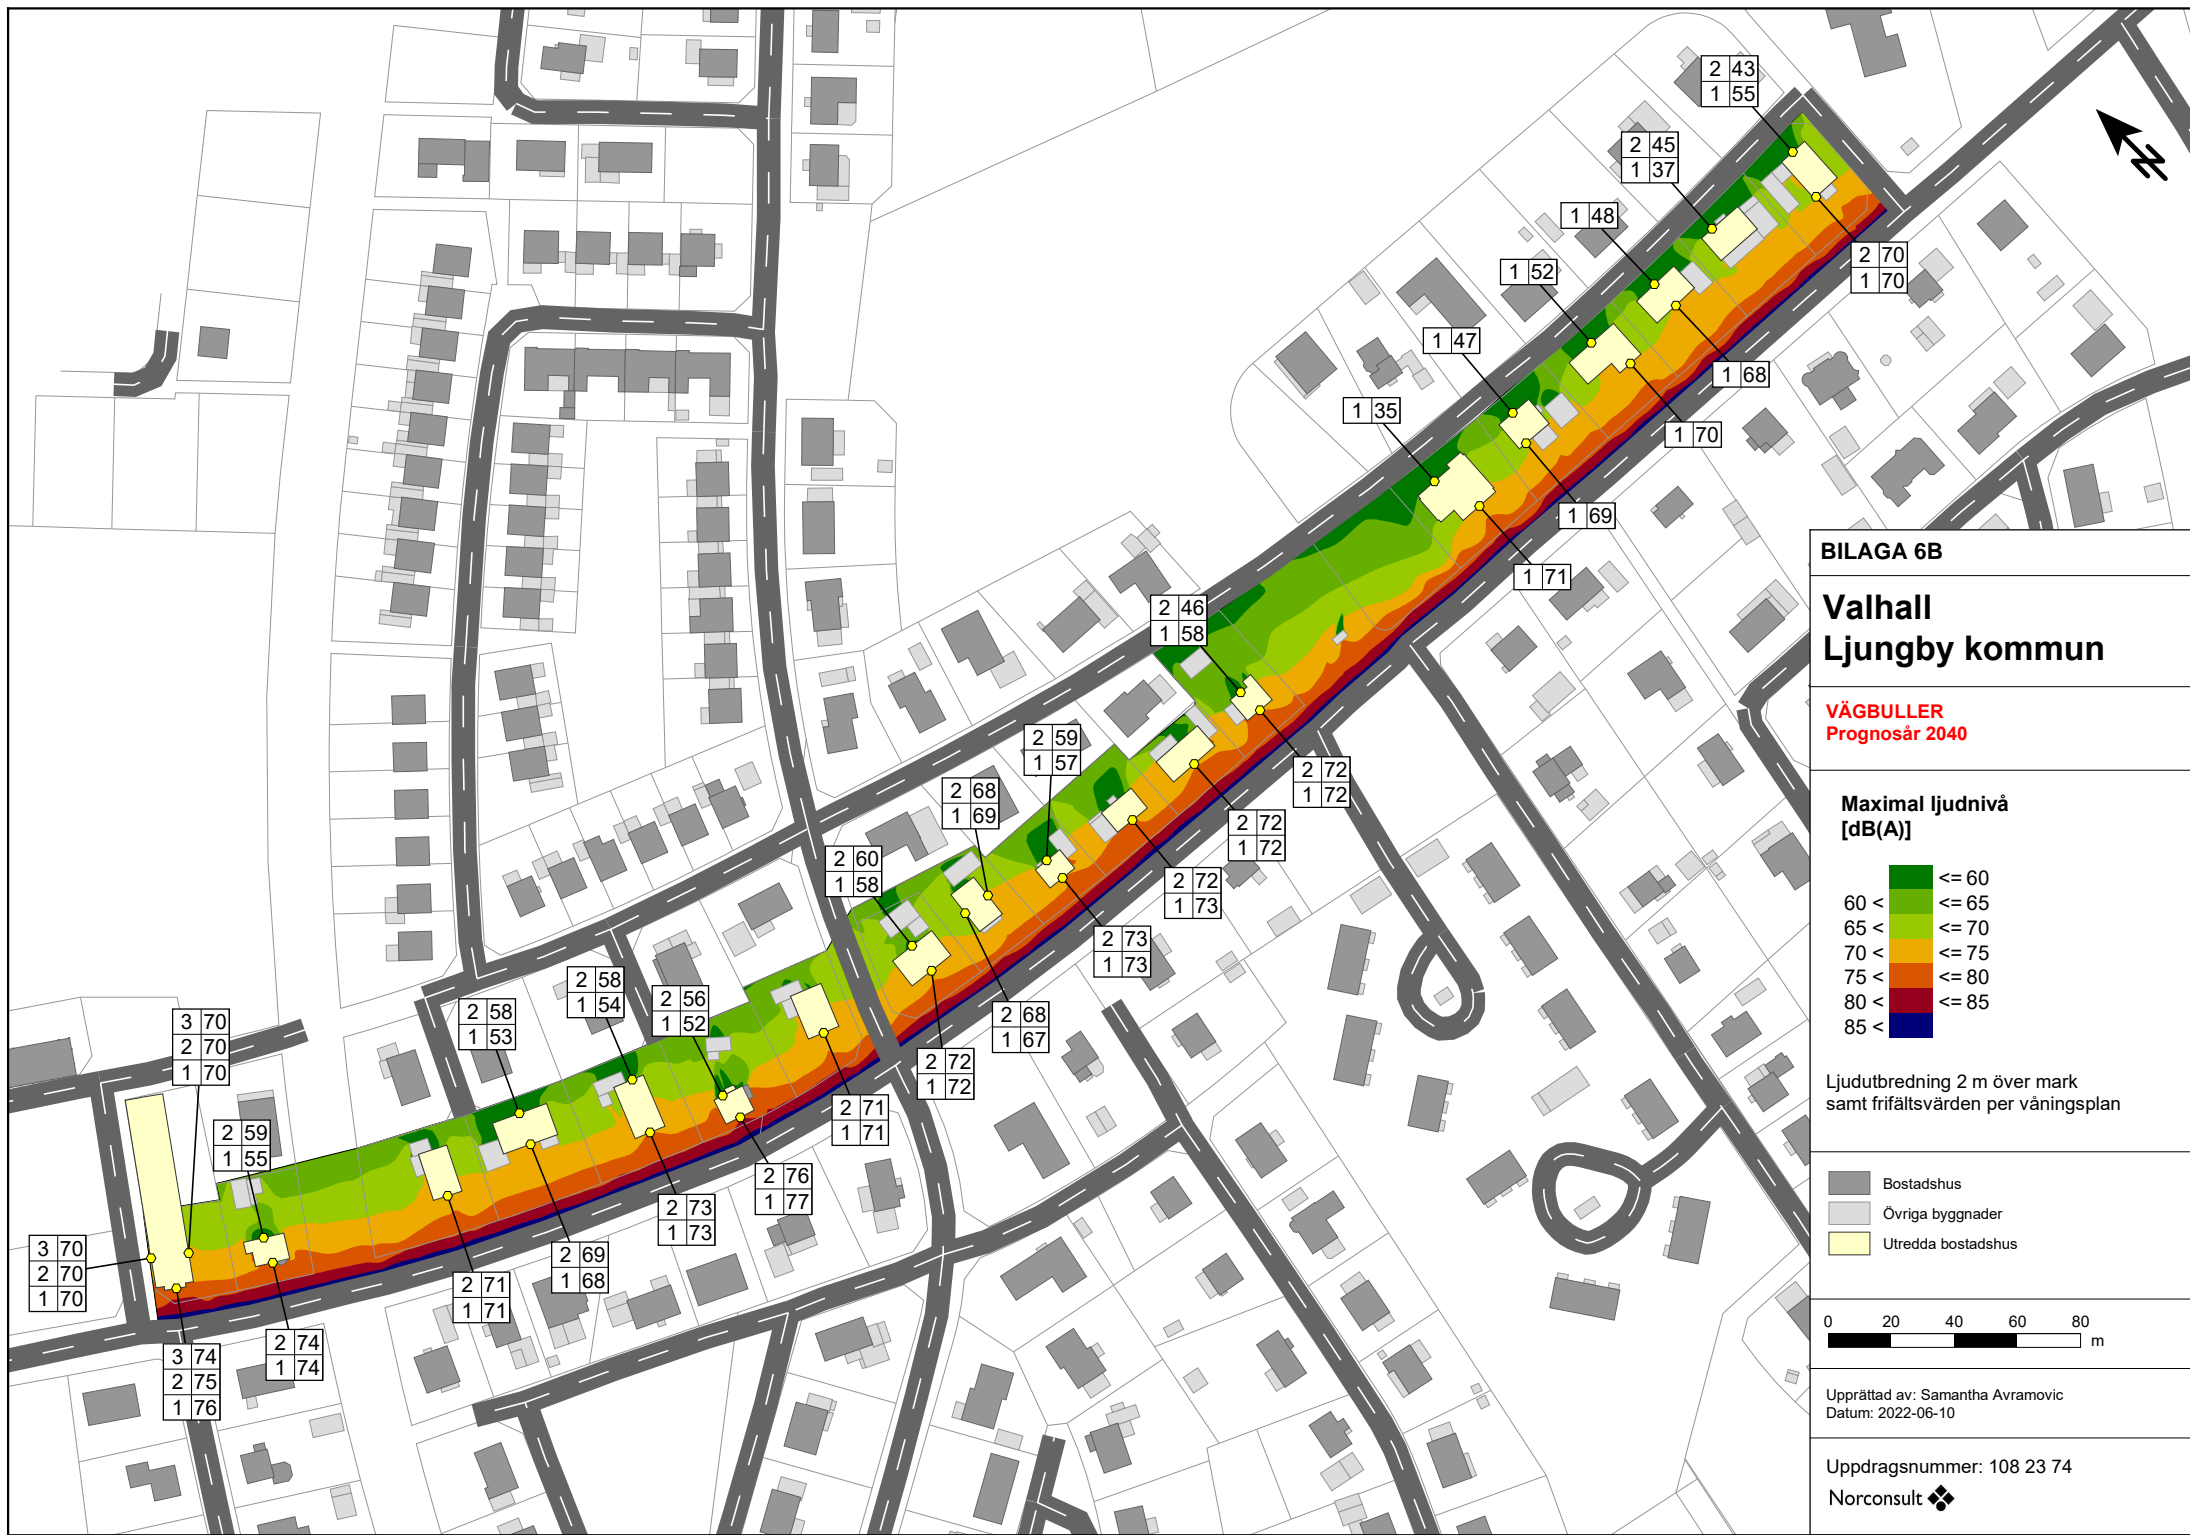 2 43
1 55
2 45
1 37
1 48
1 52
1 47
1 35
2 70
1 70
1 68
1 70
1 69
1 71
2 46
1 58
2 59
1 57
2 68
1 69
2 60
1 58
2 72
1 72
2 72
1 72
2 72
1 73
2 73
1 73
2 68
1 67
2 72
1 72
2 58
1 54
2 56
1 52
2 58
1 53
3 70
2 70
1 70
2 59
1 55
2 71
1 71
2 76
1 77
2 73
1 73
2 69
1 68
2 71
1 71
3 70
2 70
1 70
2 74
1 74
3 74
2 75
1 76
N
BILAGA 6B
Valhall
Ljungby kommun
VÄGBULLER
Prognosår 2040
Maximal ljudnivå
[dB(A)]
<= 60
60 < <= 65
65 < <= 70
70 < <= 75
75 < <= 80
80 < <= 85
85 <
Ljudutbredning 2 m över mark
samt frifältsvärden per våningsplan
Bostadshus
Övriga byggnader
Utredda bostadshus
0 20 40 60 80
m
Upprättad av: Samantha Avramovic
Datum: 2022-06-10
Uppdragsnummer: 108 23 74
Norconsult